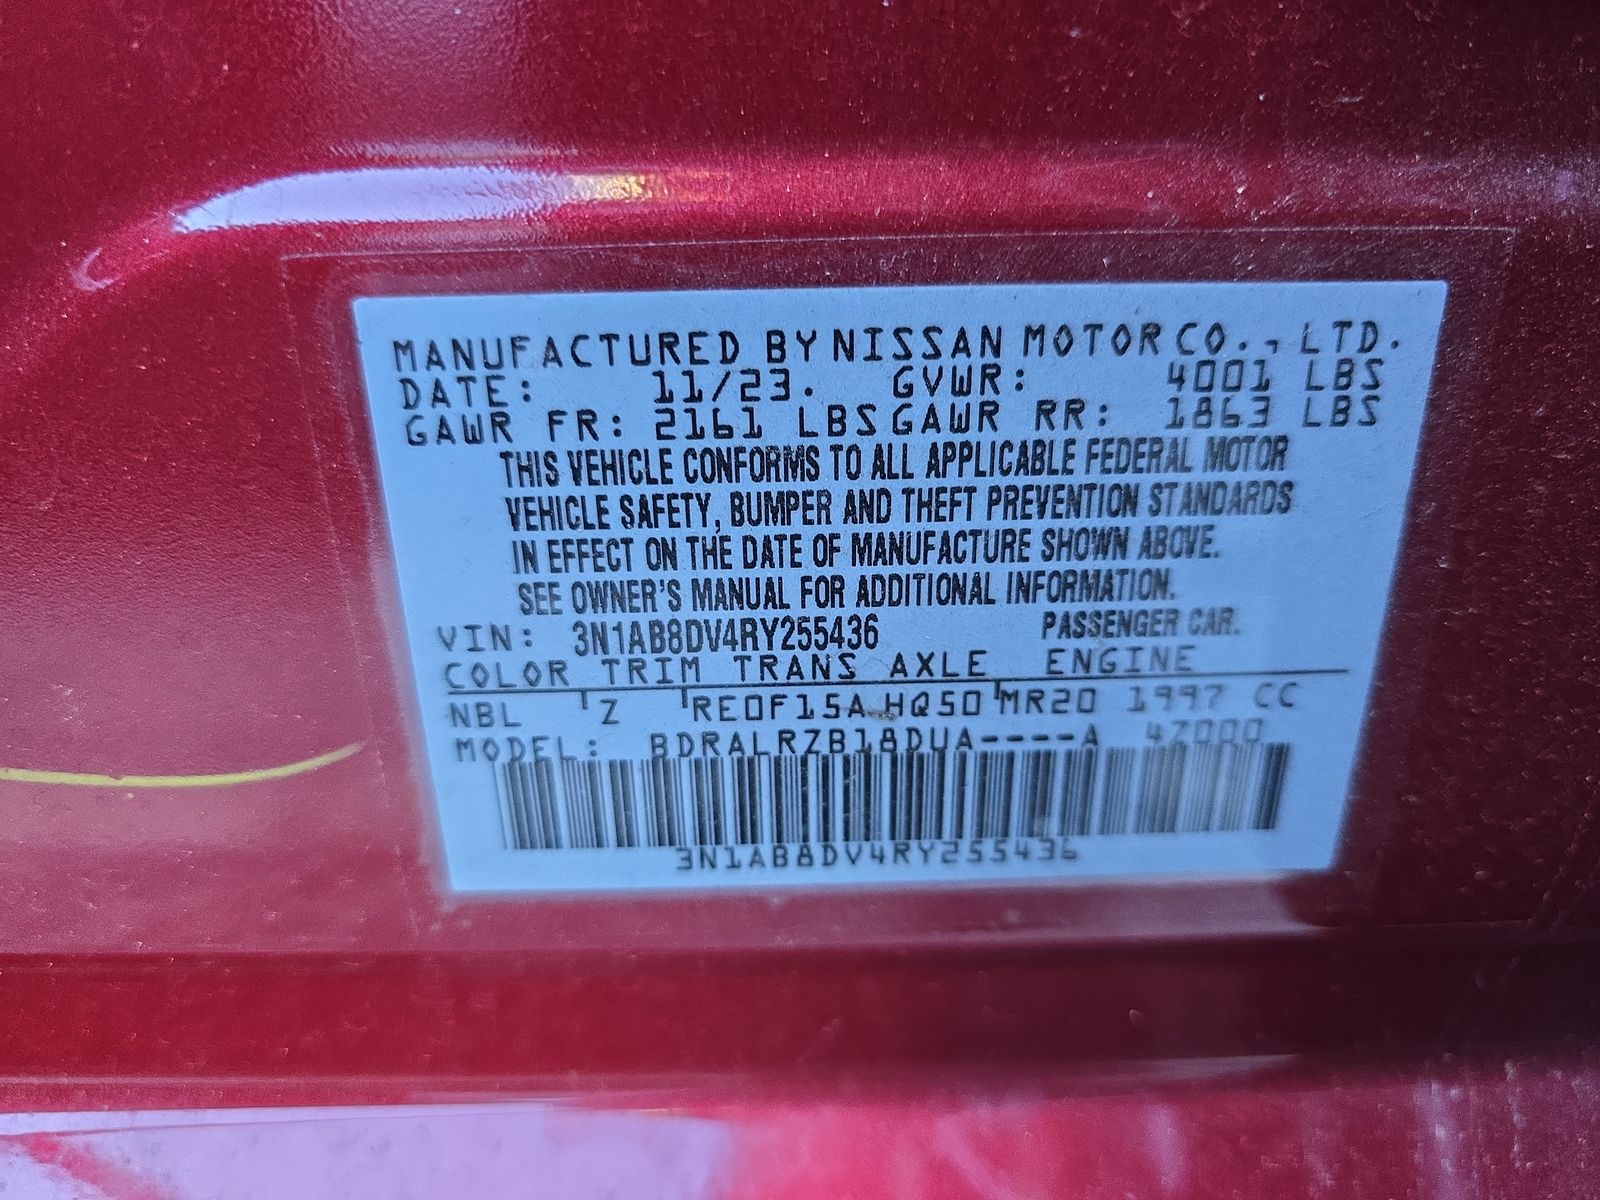 MANUFACTURED BY NISSAN MOTOR CO., LTD.
DATE: 11/23. GVWR: 4001 LBS
GAWR FR: 2161 LBS GAWR RR: 1863 LBS
THIS VEHICLE CONFORMS TO ALL APPLICABLE FEDERAL MOTOR
VEHICLE SAFETY, BUMPER AND THEFT PREVENTION STANDARDS
IN EFFECT ON THE DATE OF MANUFACTURE SHOWN ABOVE.
SEE OWNER'S MANUAL FOR ADDITIONAL INFORMATION.
VIN: 3N1AB8DV4RY255436 PASSENGER CAR.
COLOR TRIM TRANS AXLE ENGINE
NBL Z RE0F15A HQ50 MR20 1997 CC
MODEL: BDRALRZB18DUA----A 47000
3N1AB8DV4RY255436